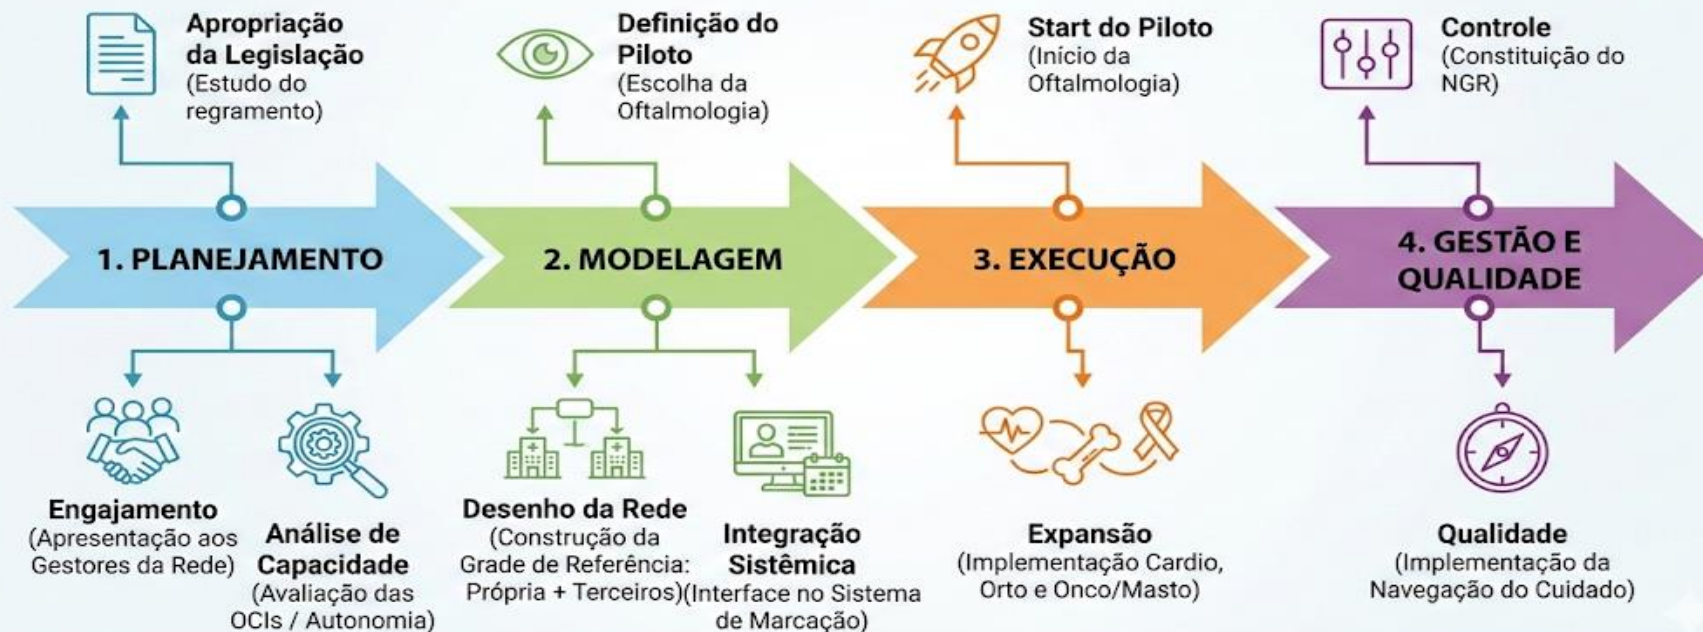 Apropriação
da Legislação
(Estudo do
regramento)
Definição do
Piloto
(Escolha da
Oftalmologia)
Start do Piloto
(Início da
Oftalmologia)
Controle
(Constituição do
NGR)
1. PLANEJAMENTO
2. MODELAGEM
3. EXECUÇÃO
4. GESTÃO E
QUALIDADE
Engajamento
(Apresentação aos
Gestores da Rede)
Análise de
Capacidade
(Avaliação das
OCIs / Autonomia)
Desenho da Rede
(Construção da
Grade de Referência:
Própria + Terceiros)
Integração
Sistêmica
(Interface no Sistema
de Marcação)
Expansão
(Implementação Cardio,
Orto e Onco/Masto)
Qualidade
(Implementação da
Navegação do Cuidado)